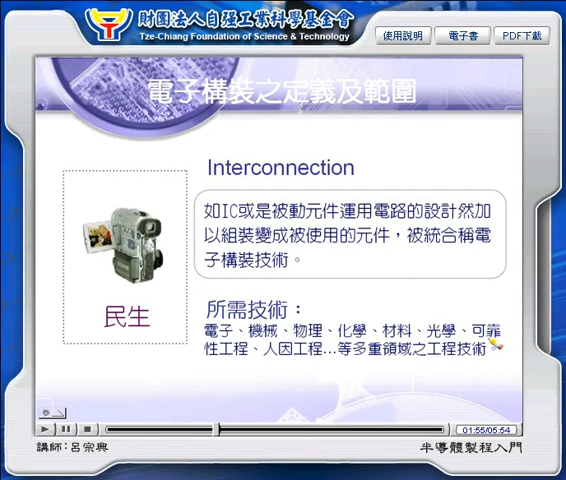 財團法人自强工業科學基金會
Tze-Chiang Foundation of Science & Technology
使用說明
電子書
PDF下載
電子構裝之定義及範圍
Interconnection
如IC或是被動元件運用電路的設計然加
以組裝變成被使用的元件，被統合稱電
子構裝技術。
民生
所需技術：
電子、機械、物理、化學、材料、光學、可靠
性工程、人因工程...等多重領域之工程技術
01:55/05:54
講師：呂宗興
半導體製程入門